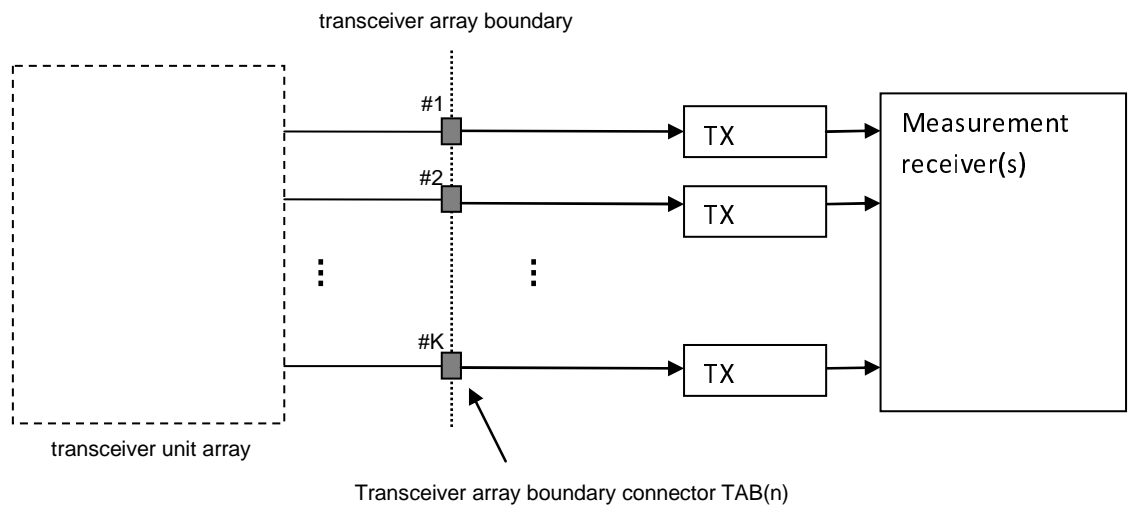 transceiver array boundary
#1
TX
Measurement
receiver(s)
#2
TX
#K
TX
transceiver unit array
Transceiver array boundary connector TAB(n)